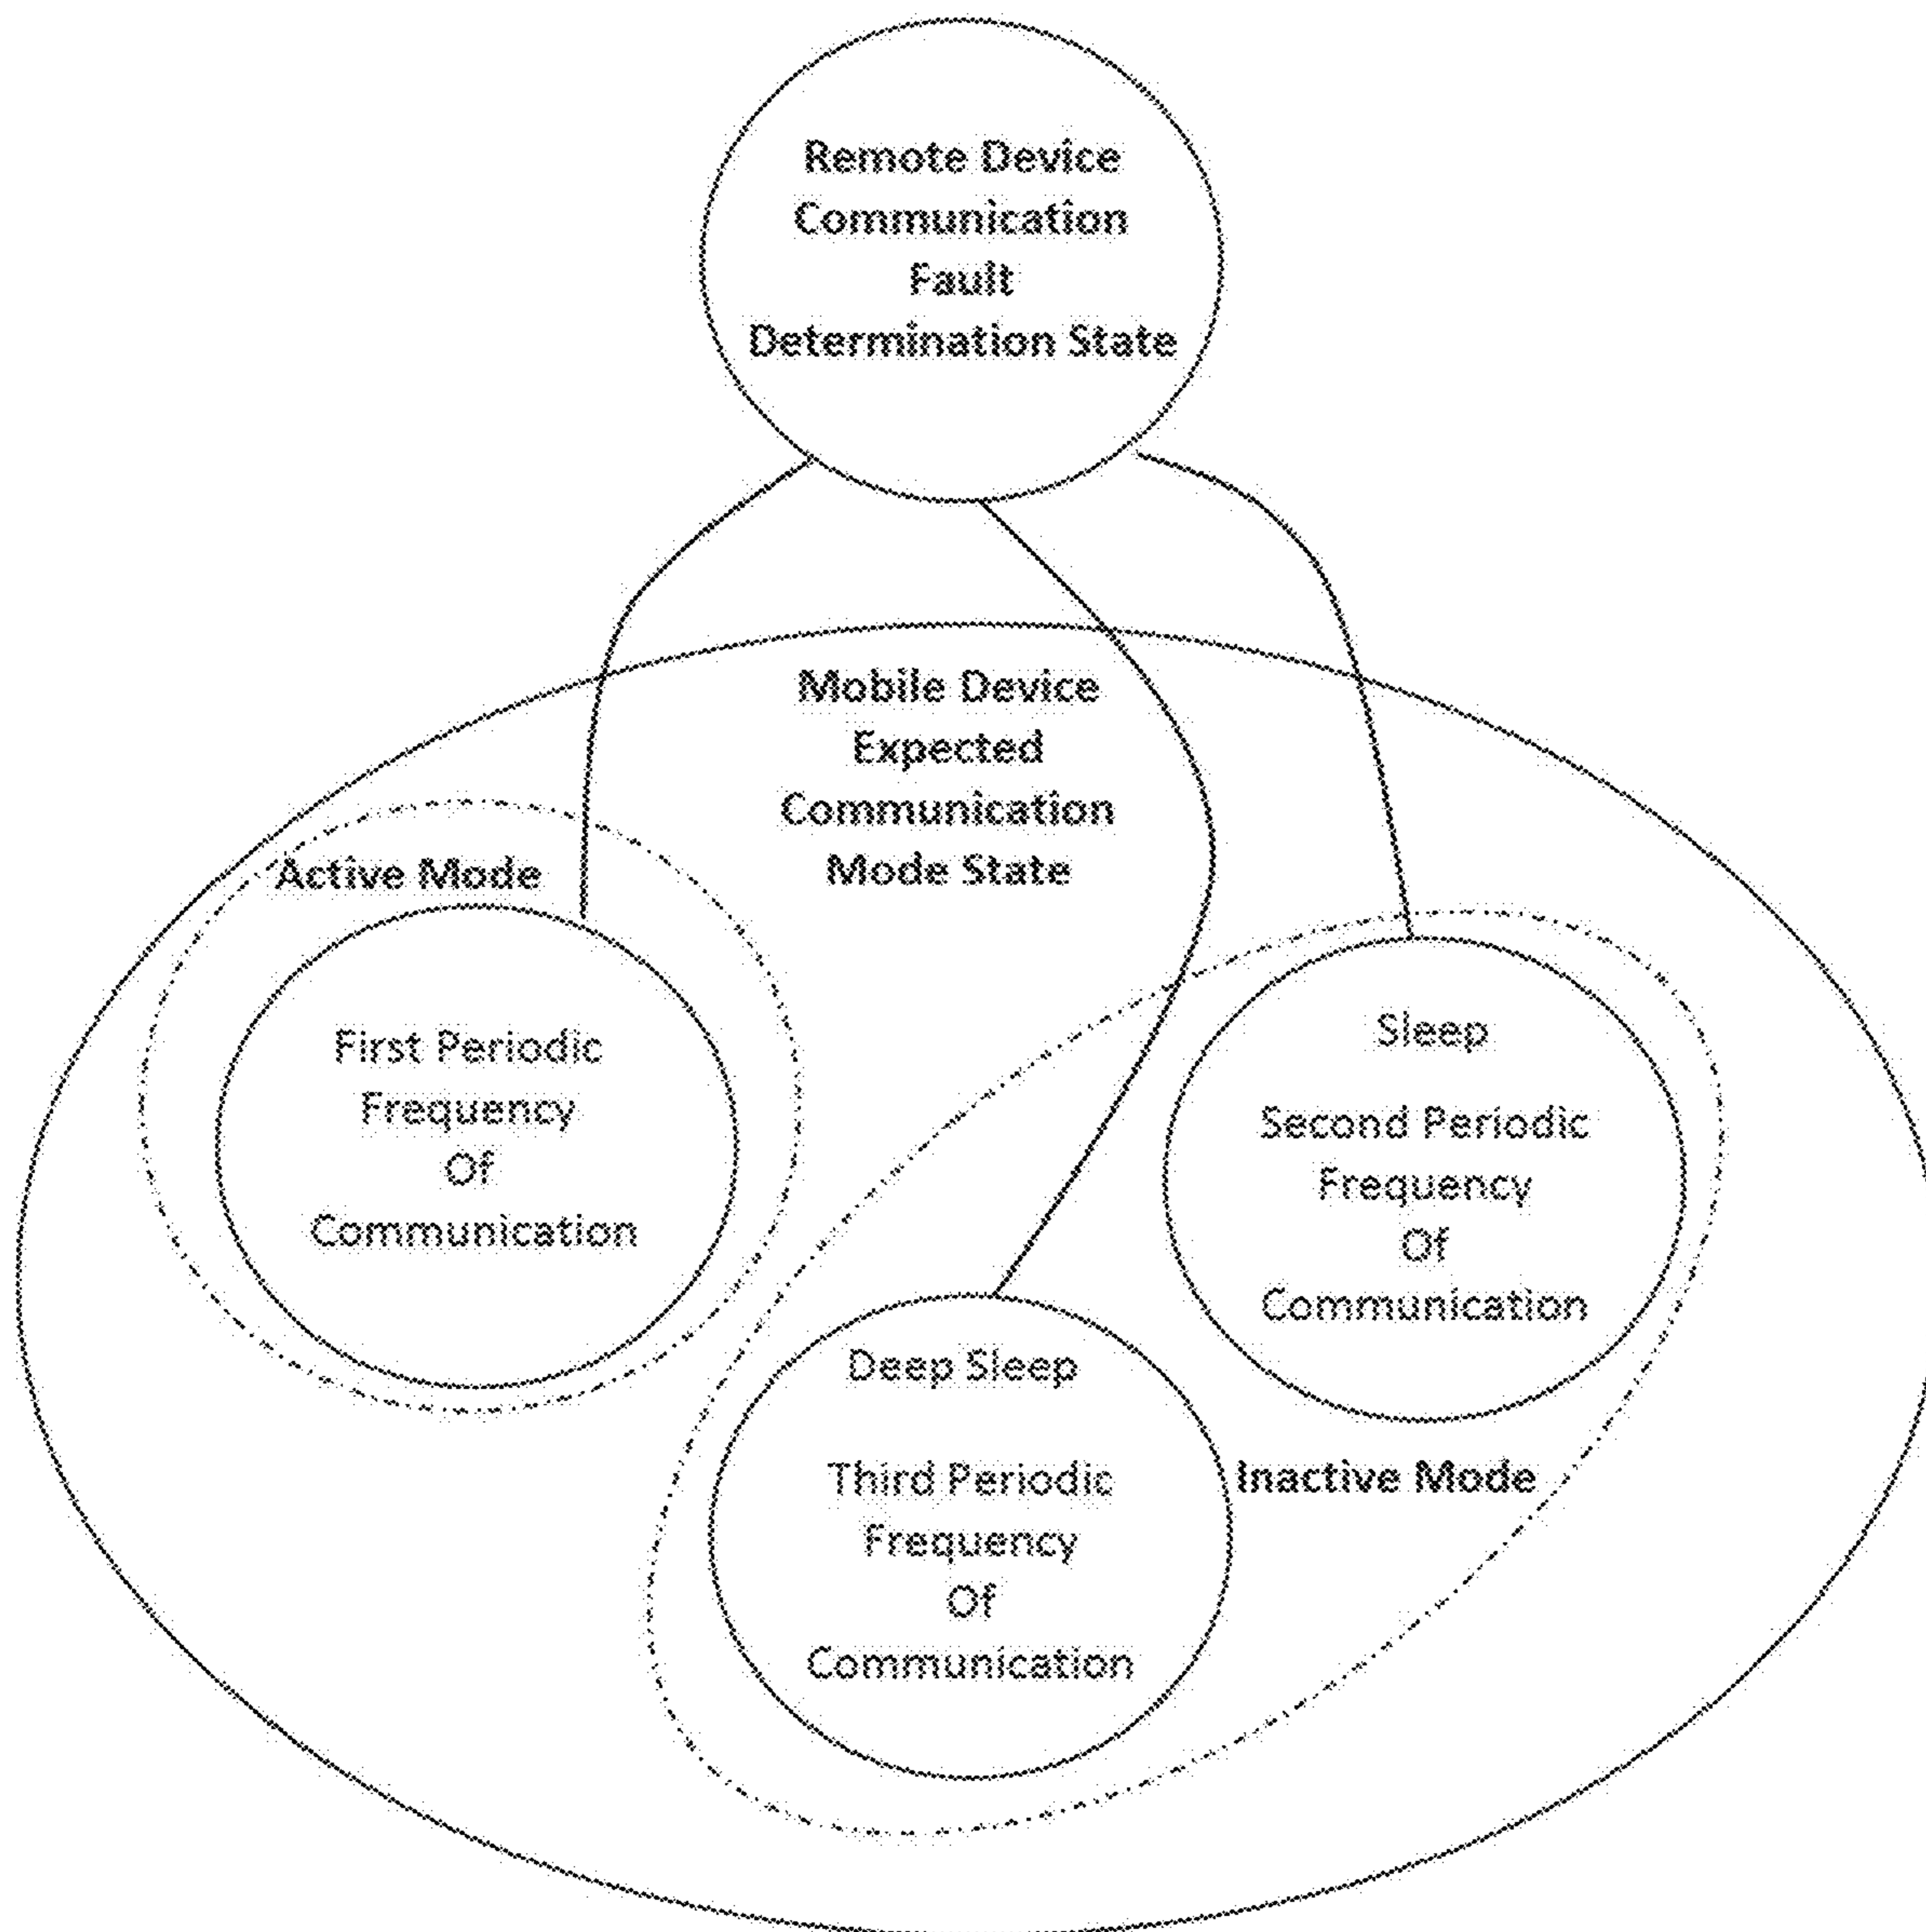 Remote Device
Communication
Fault
Determination State
Mobile Device
Expected
Communication
Mode State
Active Mode
First Periodic
Frequency
Of
Communication
Sleep
Second Periodic
Frequency
Of
Communication
Deep Sleep
Third Periodic
Frequency
Of
Communication
Inactive Mode